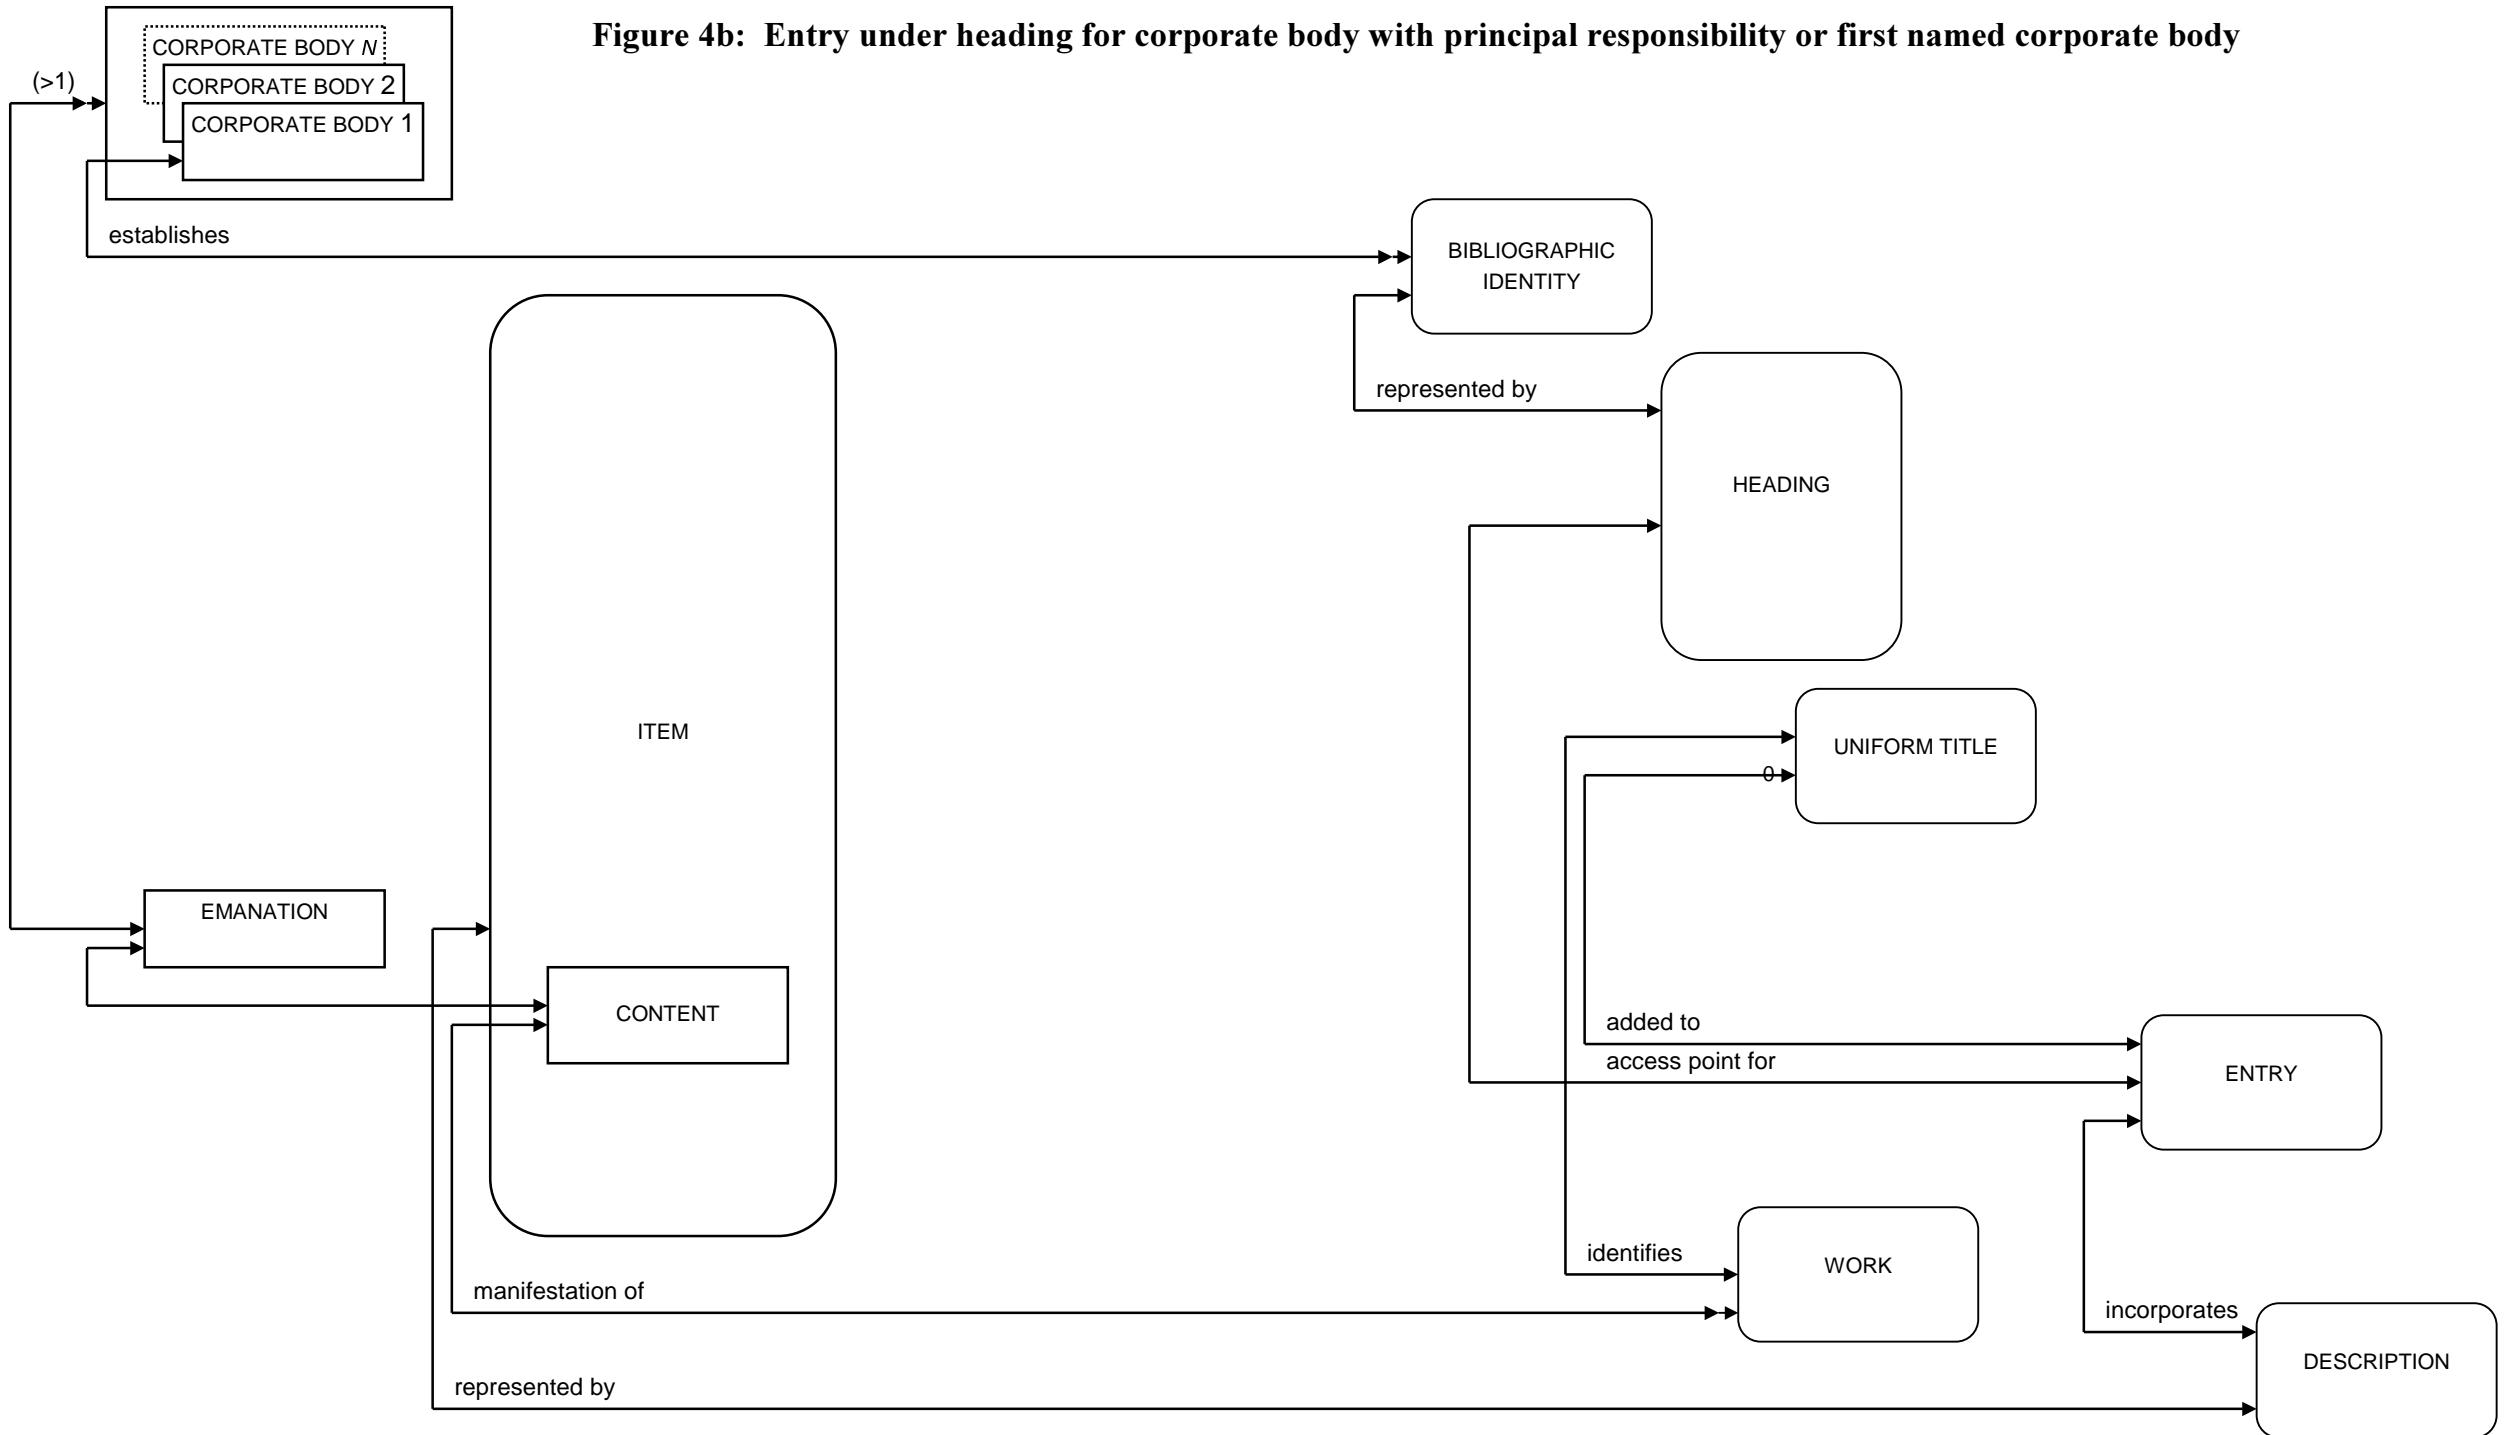 Figure 4b: Entry under heading for corporate body with principal responsibility or first named corporate body
CORPORATE BODY N
(>1)
CORPORATE BODY 2
CORPORATE BODY 1
establishes
BIBLIOGRAPHIC
IDENTITY
represented by
HEADING
ITEM
UNIFORM TITLE
0
EMANATION
CONTENT
added to
access point for
ENTRY
identifies
WORK
manifestation of
incorporates
DESCRIPTION
represented by